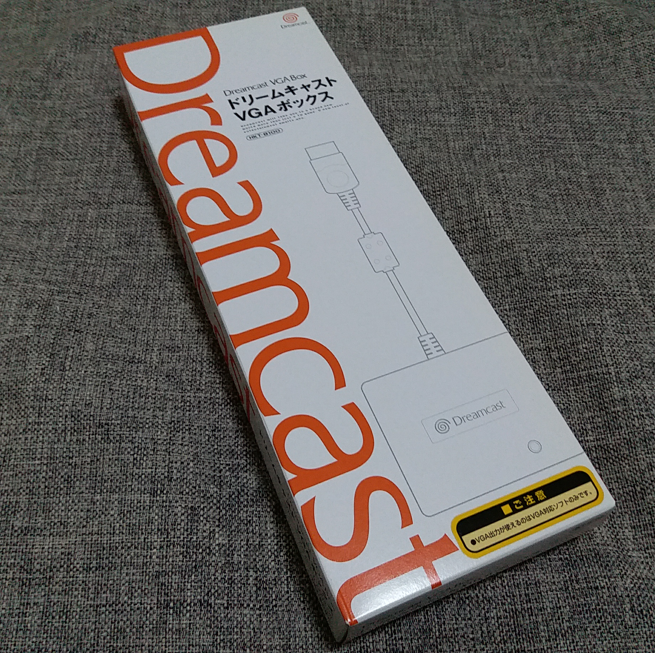 Dreamcast
Dreamcast
Dreamcast VGA Box
ドリームキャスト
VGAボックス
HKT-8100
Dreamcast
■ご注意
●VGA出力が使えるのはVGA対応ソフトのみです。